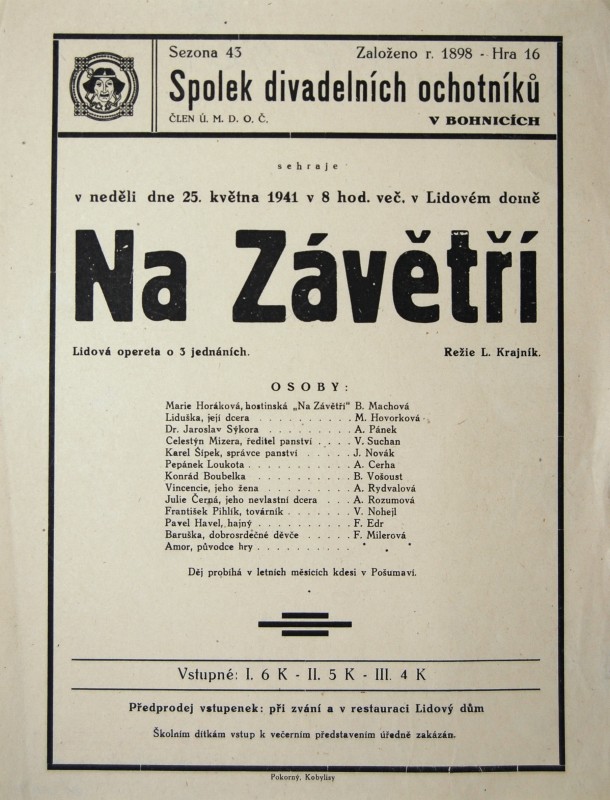 Sezona 43 Založeno r. 1898 - Hra 16
Spolek divadelních ochotníků
ČLEN Ú. M. D. O. Č. V BOHNICÍCH
sehraje
v neděli dne 25. května 1941 v 8 hod. več. v Lidovém domě
Na Závětří
Lidová opereta o 3 jednáních. Režie L. Krajník.
OSOBY:
Marie Horáková, hostinská „Na Závětří" B. Machová
Liduška, její dcera . . . . . . . . . . M. Hovorková
Dr. Jaroslav Sýkora . . . . . . . . . . A. Pánek
Celestýn Mizera, ředitel panství . . . . V. Suchan
Karel Šípek, správce panství . . . . . J. Novák
Pepánek Loukota . . . . . . . . . . . . A. Cerha
Konrád Boubelka . . . . . . . . . . . . B. Vošoust
Vincencie, jeho žena . . . . . . . . . A. Rydvalová
Julie Černá, jeho nevlastní dcera . . . A. Rozumová
František Pihlík, továrník . . . . . . . V. Nohejl
Pavel Havel, hajný . . . . . . . . . . . F. Edr
Baruška, dobrosrdéčné děvče . . . . . F. Milerová
Amor, původce hry . . . . . . . . . . * * *
Děj probíhá v letních měsících kdesi v Pošumaví.
Vstupné: I. 6 K - II. 5 K - III. 4 K
Předprodej vstupenek: při zvání a v restauraci Lidový dům
Školním dítkám vstup k večerním představením úředně zakázán.
Pokorný, Kobylisy